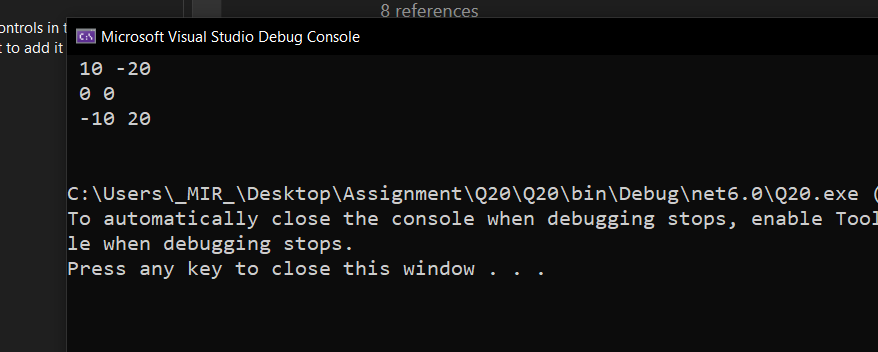 8 references
ontrols in t
t to add it
C:\ Microsoft Visual Studio Debug Console
10 -20
0 0
-10 20
C:\Users\_MIR_\Desktop\Assignment\Q20\Q20\bin\Debug\net6.0\Q20.exe (
To automatically close the console when debugging stops, enable Tool
le when debugging stops.
Press any key to close this window . . .